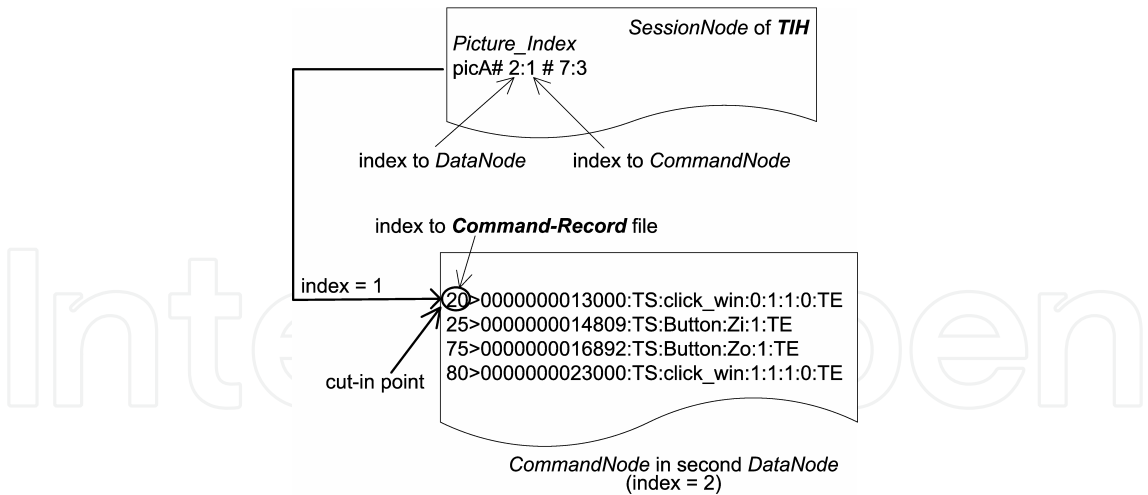 SessionNode of TIH
Picture_Index
picA# 2:1 # 7:3
index to DataNode
index to CommandNode
index to Command-Record file
index = 1
20>0000000013000:TS:click_win:0:1:1:0:TE
25>0000000014809:TS:Button:Zi:1:TE
75>0000000016892:TS:Button:Zo:1:TE
80>0000000023000:TS:click_win:1:1:1:0:TE
cut-in point
CommandNode in second DataNode
(index = 2)